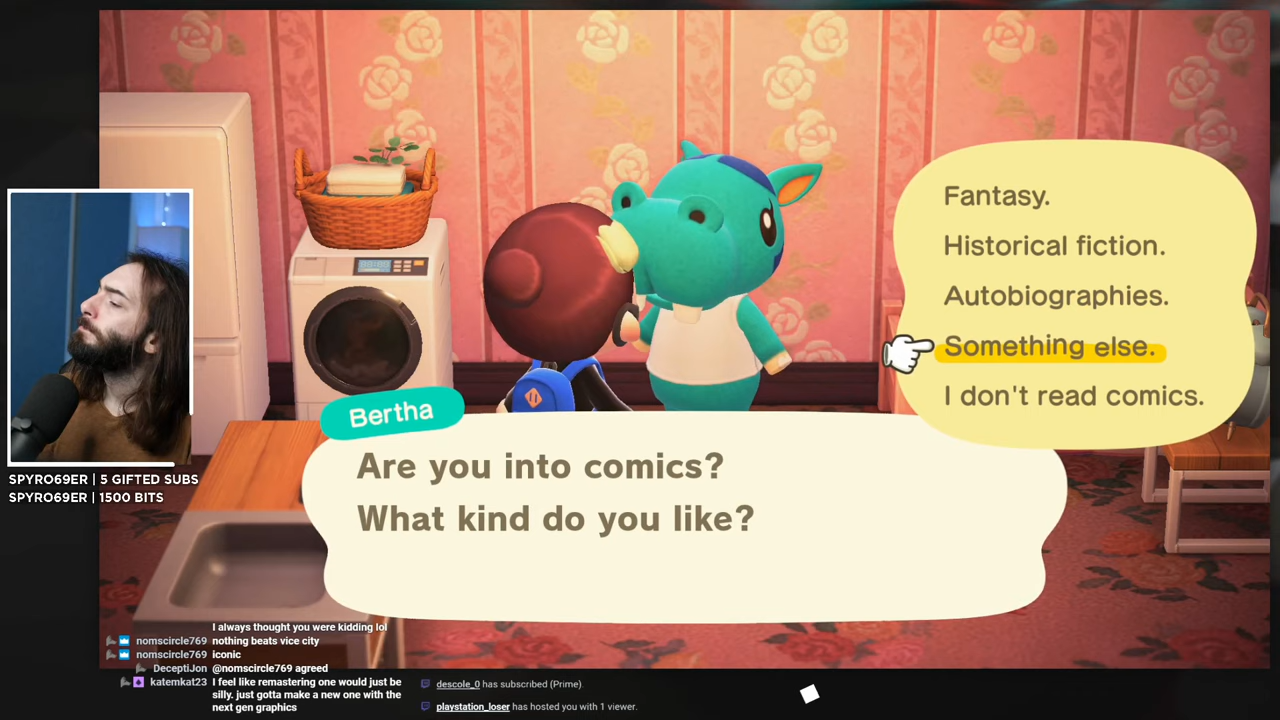 Fantasy.
Historical fiction.
Autobiographies.
Something else.
I don't read comics.
Bertha
Are you into comics?
What kind do you like?
SPYRO69ER | 5 GIFTED SUBS
SPYRO69ER | 1500 BITS
I always thought you were kidding lol
nomscircle769 nothing beats vice city
nomscircle769 iconic
DeceptiJon @nomscircle769 agreed
katemkat23 I feel like remastering one would just be
silly. just gotta make a new one with the
next gen graphics
descole_0 has subscribed (Prime).
playstation_loser has hosted you with 1 viewer.